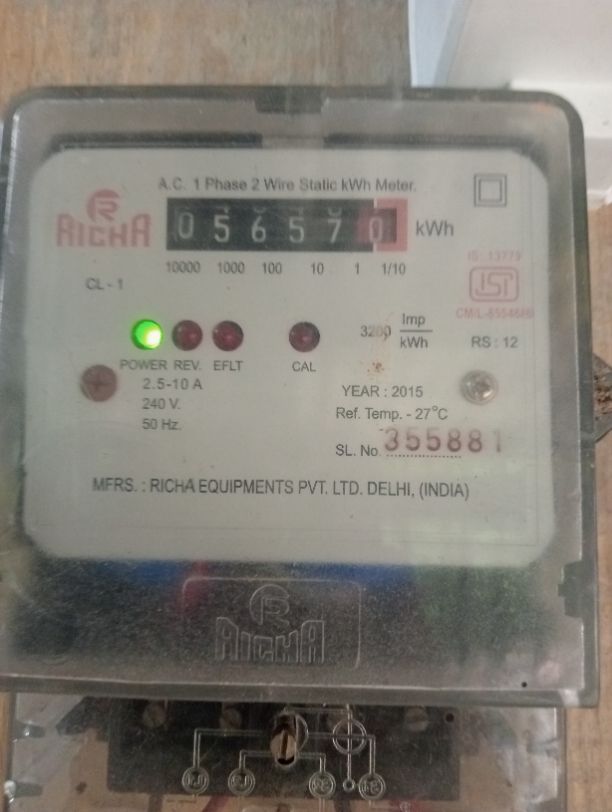 A.C. 1 Phase 2 Wire Static kWh Meter.
RICHA
0 5 6 5 7 0 kWh
10000 1000 100 10 1 1/10
CL - 1
IS: 13779
ISI
POWER REV. EFLT CAL
3200 Imp/kWh
RS : 12
2.5-10 A
240 V.
50 Hz.
YEAR : 2015
Ref. Temp. - 27°C
SL. No. 355881
MFRS. : RICHA EQUIPMENTS PVT. LTD. DELHI, (INDIA)
RICHA